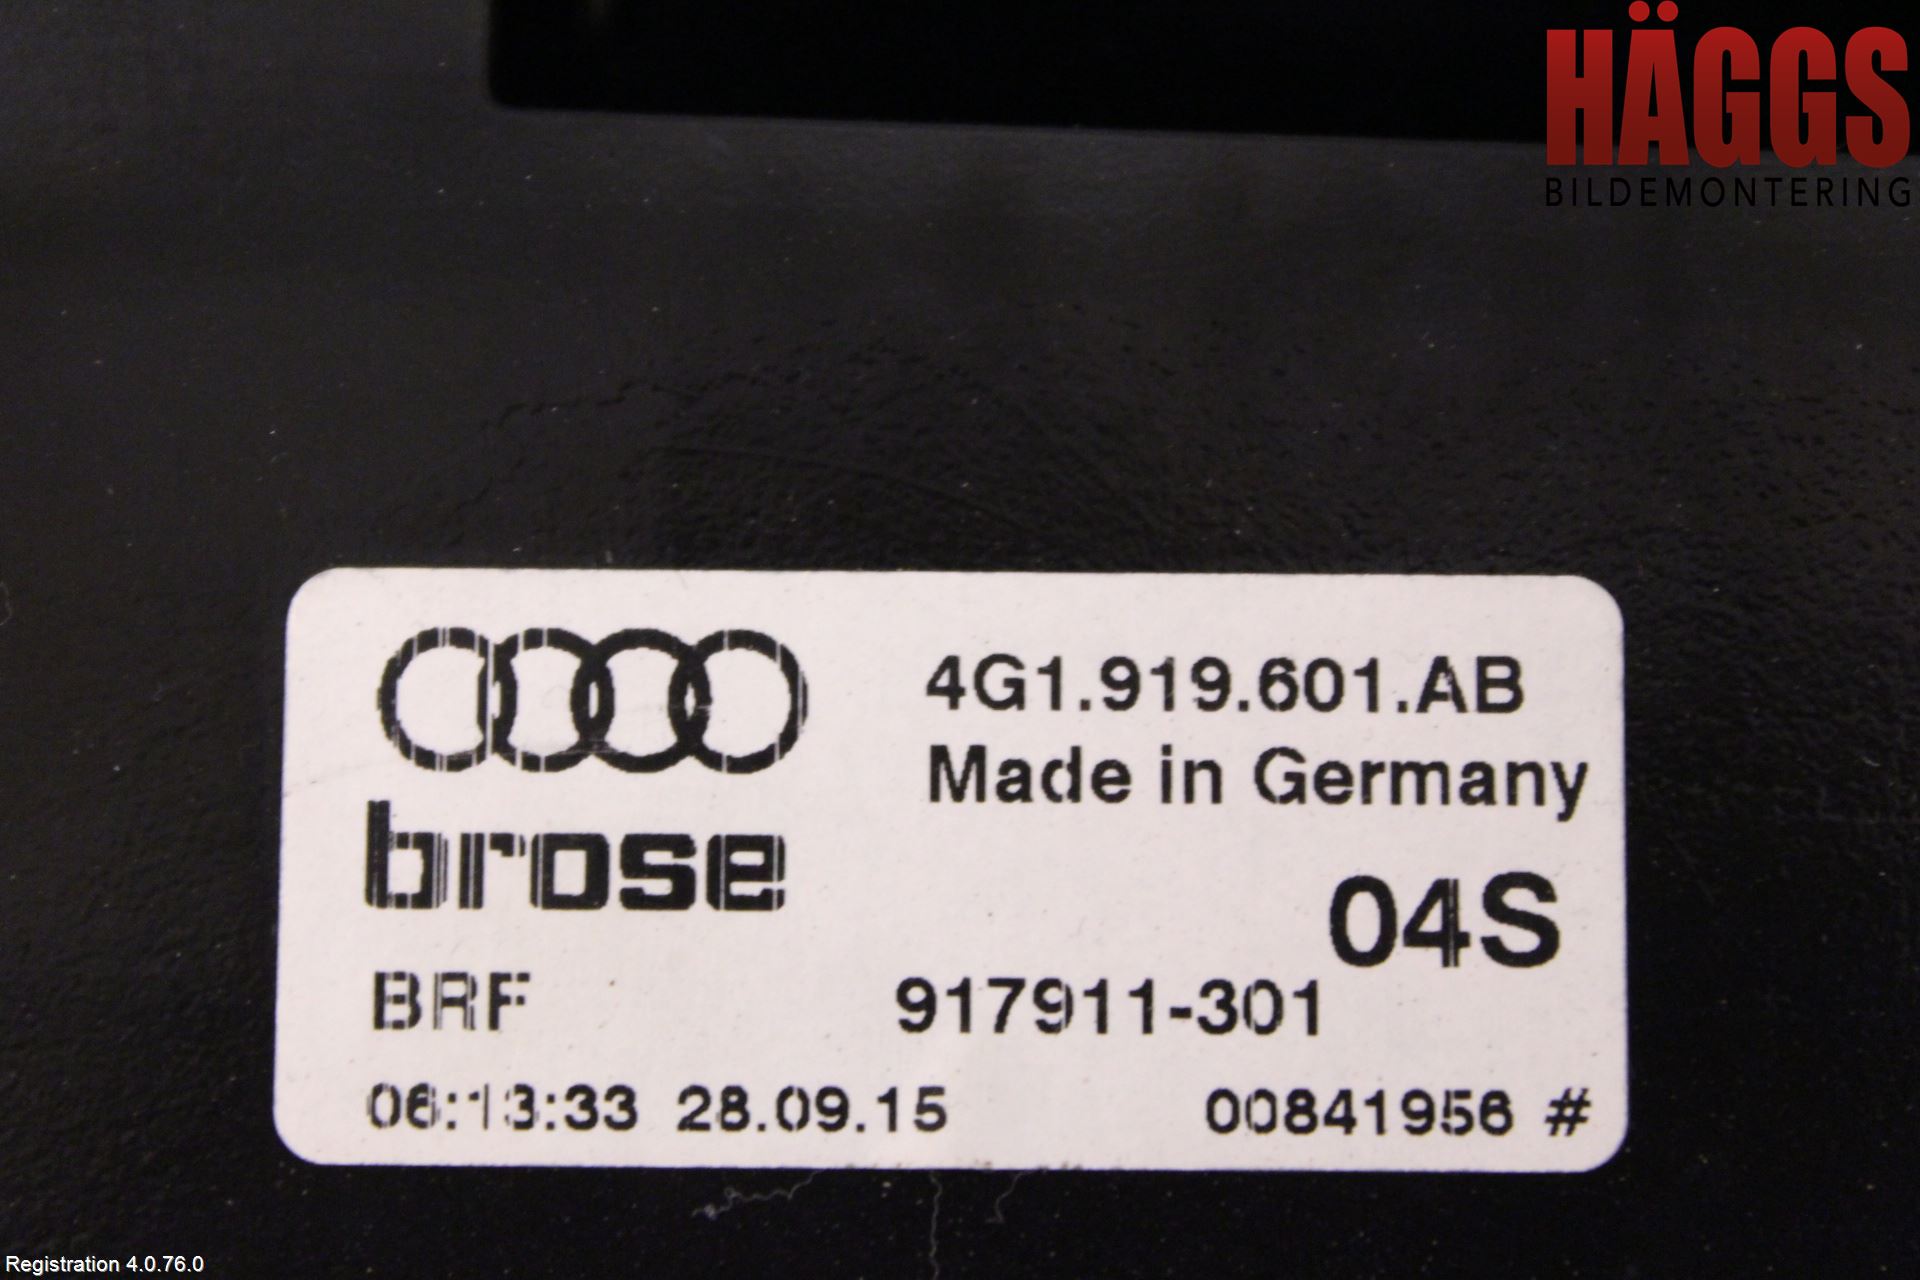 HÄGGS
BILDEMONTERING
4G1.919.601.AB
Made in Germany
brose
04S
BRF 917911-301
06:13:33 28.09.15 00841956 #
Registration 4.0.76.0